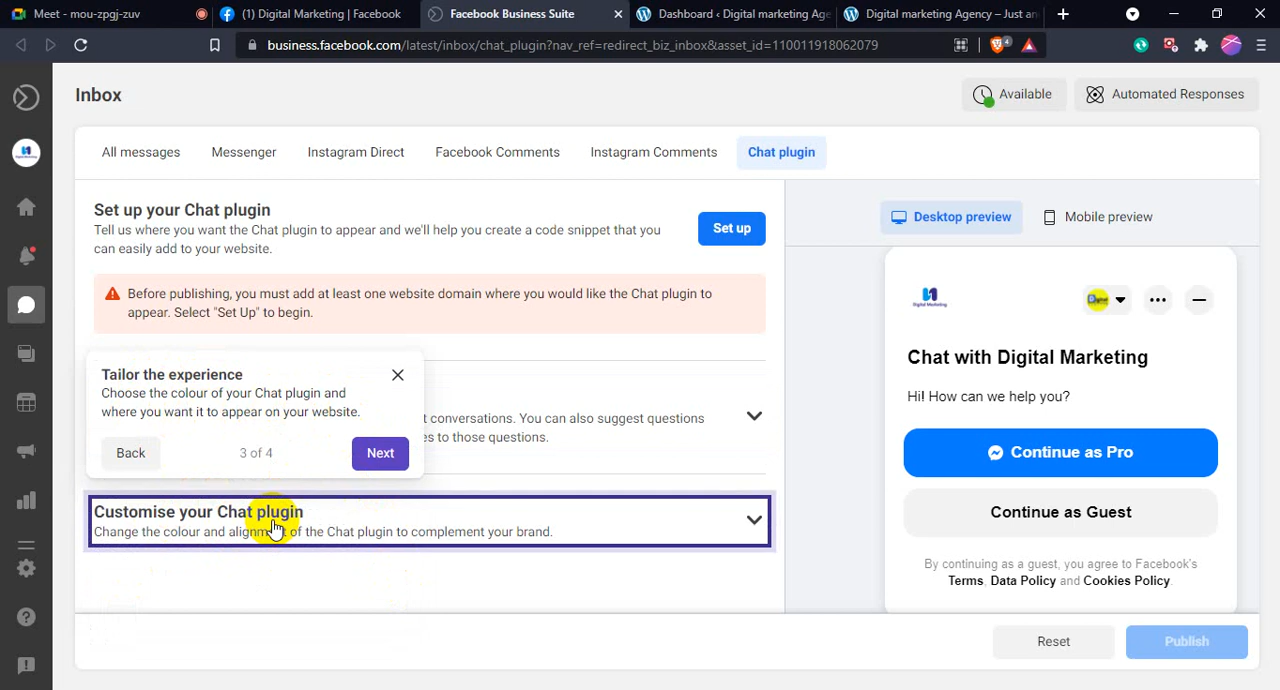 Meet - mou-zpgj-zuv
(1) Digital Marketing | Facebook
Facebook Business Suite
Dashboard ‹ Digital marketing Age
Digital marketing Agency – Just an
business.facebook.com/latest/inbox/chat_plugin?nav_ref=redirect_biz_inbox&asset_id=110011918062079
4
Inbox
Available
Automated Responses
All messages
Messenger
Instagram Direct
Facebook Comments
Instagram Comments
Chat plugin
Set up your Chat plugin
Tell us where you want the Chat plugin to appear and we'll help you create a code snippet that you
can easily add to your website.
Set up
Before publishing, you must add at least one website domain where you would like the Chat plugin to
appear. Select "Set Up" to begin.
Tailor the experience
Choose the colour of your Chat plugin and
where you want it to appear on your website.
Back
3 of 4
Next
t conversations. You can also suggest questions
es to those questions.
Customise your Chat plugin
Change the colour and alignment of the Chat plugin to complement your brand.
Desktop preview
Mobile preview
Digital Marketing
Chat with Digital Marketing
Hi! How can we help you?
Continue as Pro
Continue as Guest
By continuing as a guest, you agree to Facebook's
Terms, Data Policy and Cookies Policy.
Reset
Publish